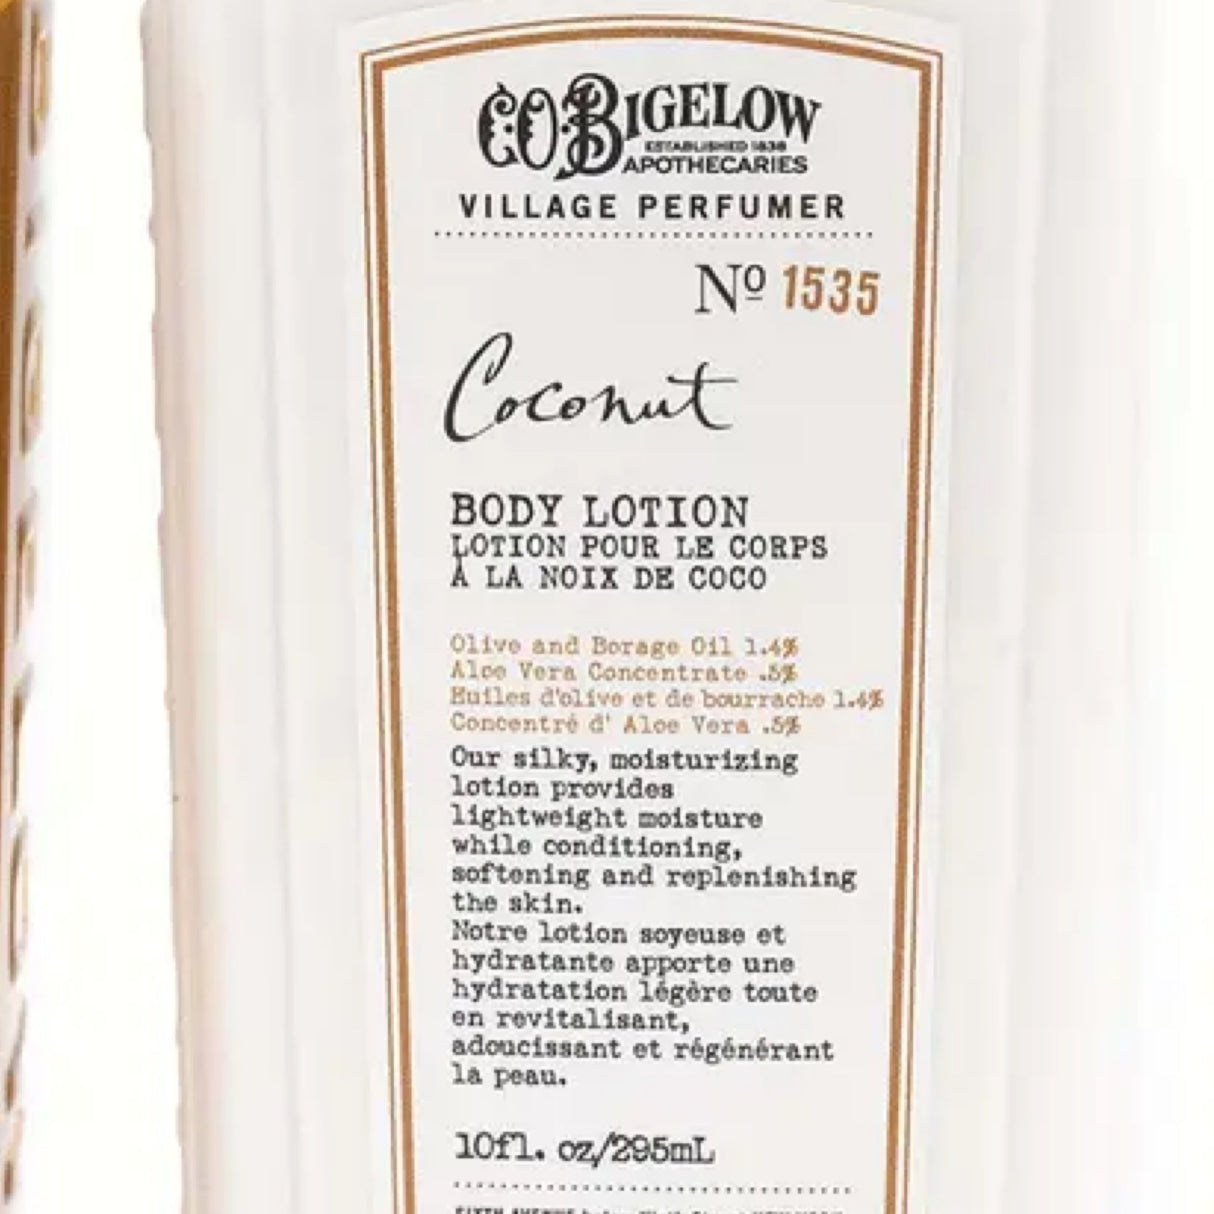 C.O. BIGELOW
ESTABLISHED 1838
APOTHECARIES
VILLAGE PERFUMER
Nº 1535
Coconut
BODY LOTION
LOTION POUR LE CORPS
À LA NOIX DE COCO
Olive and Borage Oil 1.4%
Aloe Vera Concentrate .5%
Huiles d'olive et de bourrache 1.4%
Concentré d' Aloe Vera .5%
Our silky, moisturizing
lotion provides
lightweight moisture
while conditioning,
softening and replenishing
the skin.
Notre lotion soyeuse et
hydratante apporte une
hydratation légère toute
en revitalisant,
adoucissant et régénérant
la peau.
10fl. oz/295mL